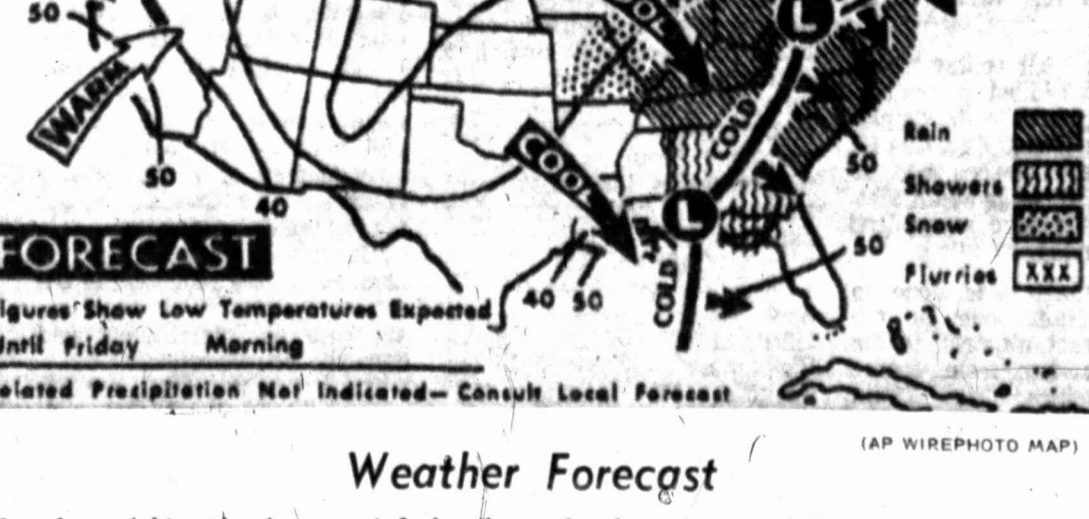 50
WARM
50
40
COOL
COOL
L
L
COLD
COLD
50
50
40 50
Rain
Showers
Snow
Flurries
XXX
FORECAST
igures Show Low Temperatures Expected
Until Friday Morning
olated Precipitation Not Indicated— Consult Local Forecast
(AP WIREPHOTO MAP)
Weather Forecast